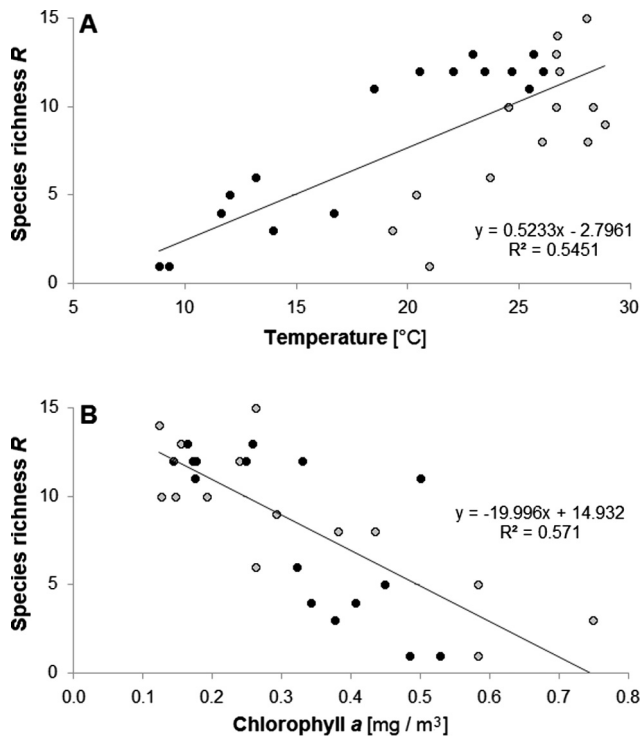 A
Species richness R
15
10
5
0
y = 0.5233x - 2.7961
R² = 0.5451
5 10 15 20 25 30
Temperature [°C]
B
Species richness R
15
10
5
0
y = -19.996x + 14.932
R² = 0.571
0.0 0.1 0.2 0.3 0.4 0.5 0.6 0.7 0.8
Chlorophyll a [mg / m³]